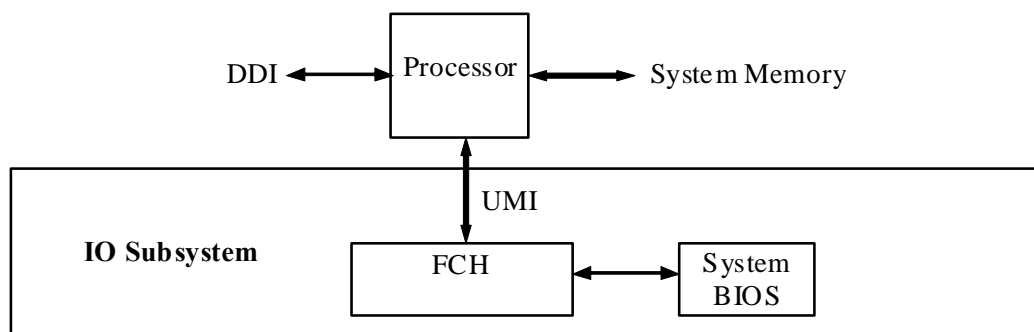 Processor
DDI
System Memory
UMI
IO Subsystem
FCH
System
BIOS